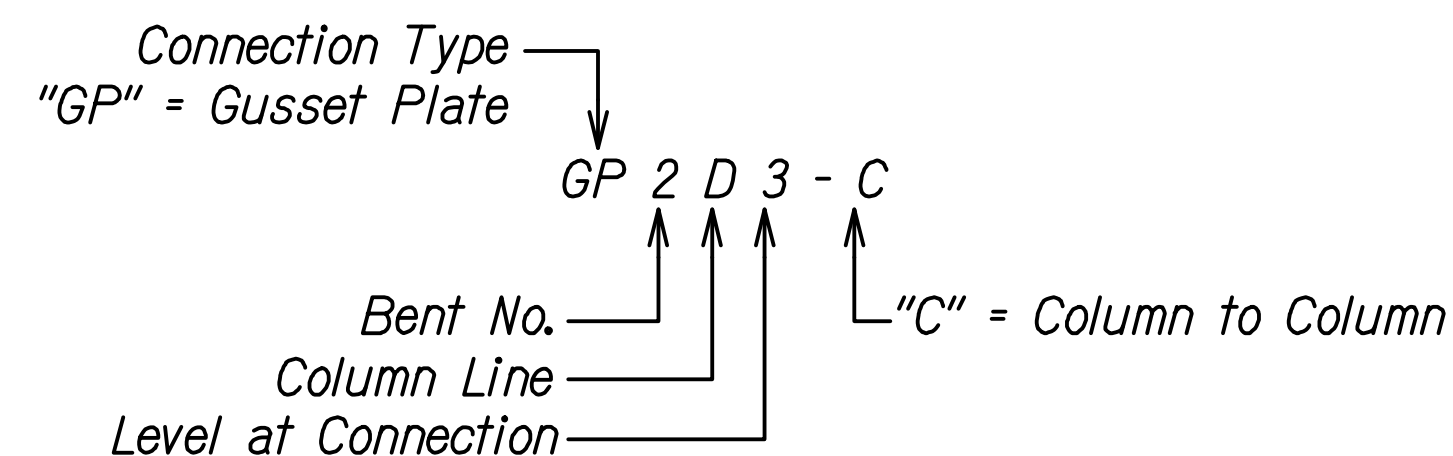 Connection Type
"GP" = Gusset Plate
GP 2 D 3 - C
Bent No.
"C" = Column to Column
Column Line
Level at Connection